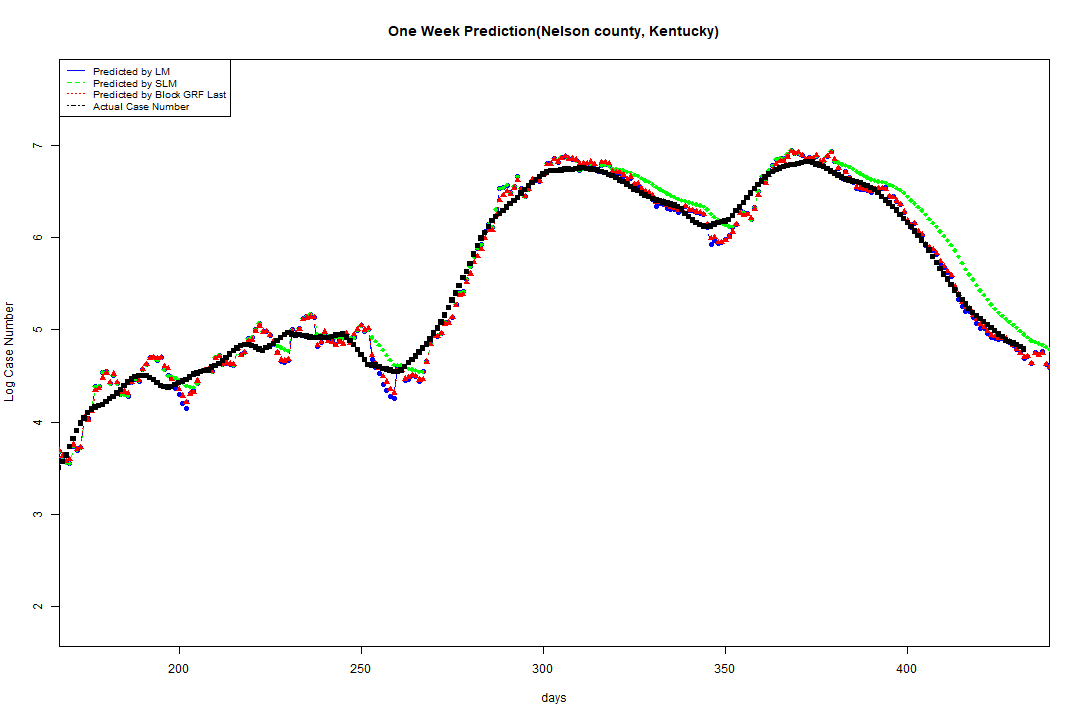 One Week Prediction(Nelson county, Kentucky)
Predicted by LM
Predicted by SLM
Predicted by Block GRF Last
Actual Case Number
7
6
5
4
3
2
Log Case Number
200 250 300 350 400
days